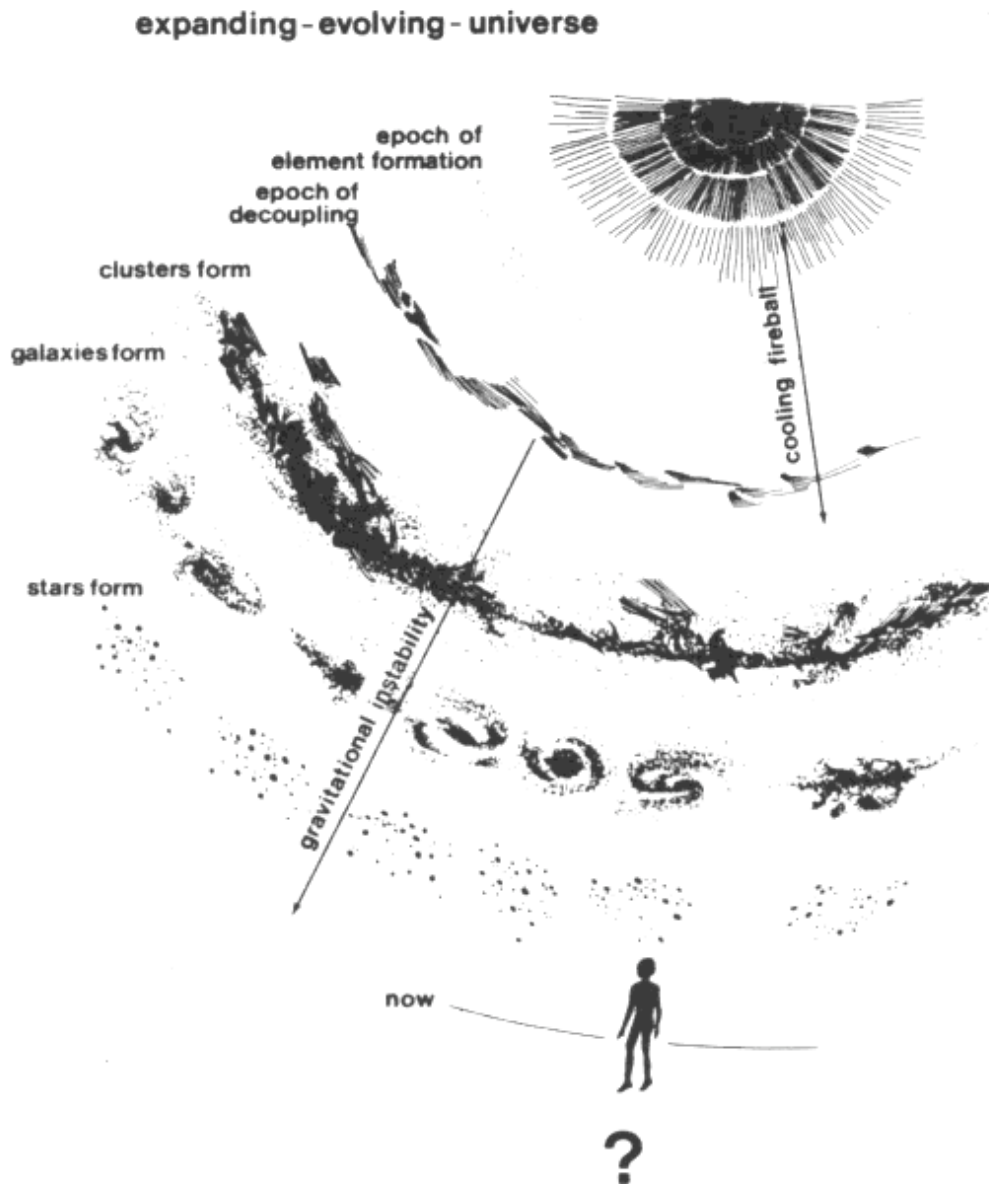 expanding-evolving-universe
epoch of
element formation
epoch of
decoupling
clusters form
galaxies form
cooling fireball
stars form
gravitational instability
now
?